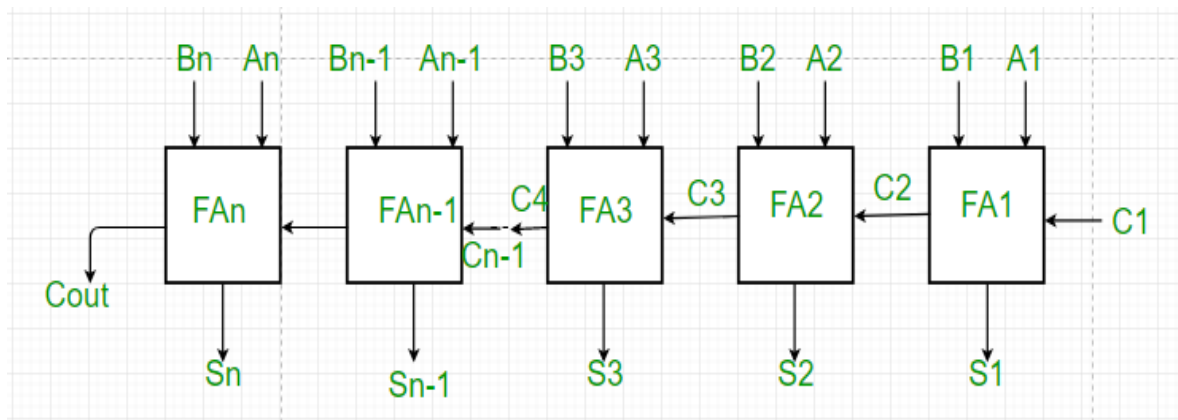 Bn An Bn-1 An-1 B3 A3 B2 A2 B1 A1
FAn FAn-1 C4 FA3 C3 FA2 C2 FA1 C1
Cn-1
Cout
Sn Sn-1 S3 S2 S1